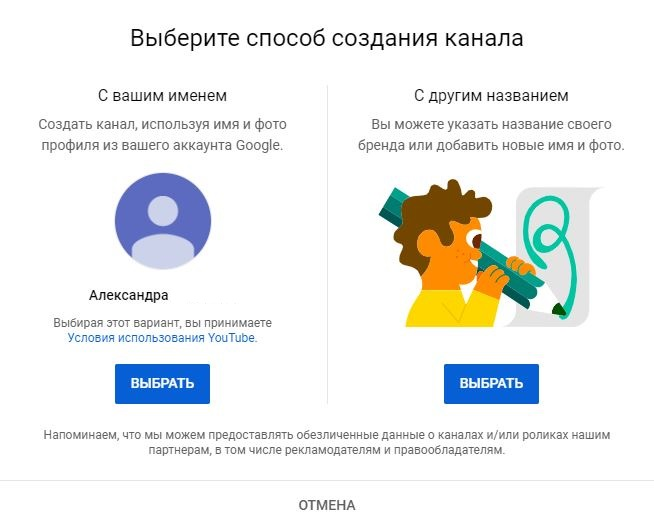 Выберите способ создания канала
С вашим именем
Создать канал, используя имя и фото
профиля из вашего аккаунта Google.
Александра
Выбирая этот вариант, вы принимаете
Условия использования YouTube.
ВЫБРАТЬ
С другим названием
Вы можете указать название своего
бренда или добавить новые имя и фото.
ВЫБРАТЬ
Напоминаем, что мы можем предоставлять обезличенные данные о каналах и/или роликах нашим
партнерам, в том числе рекламодателям и правообладателям.
ОТМЕНА